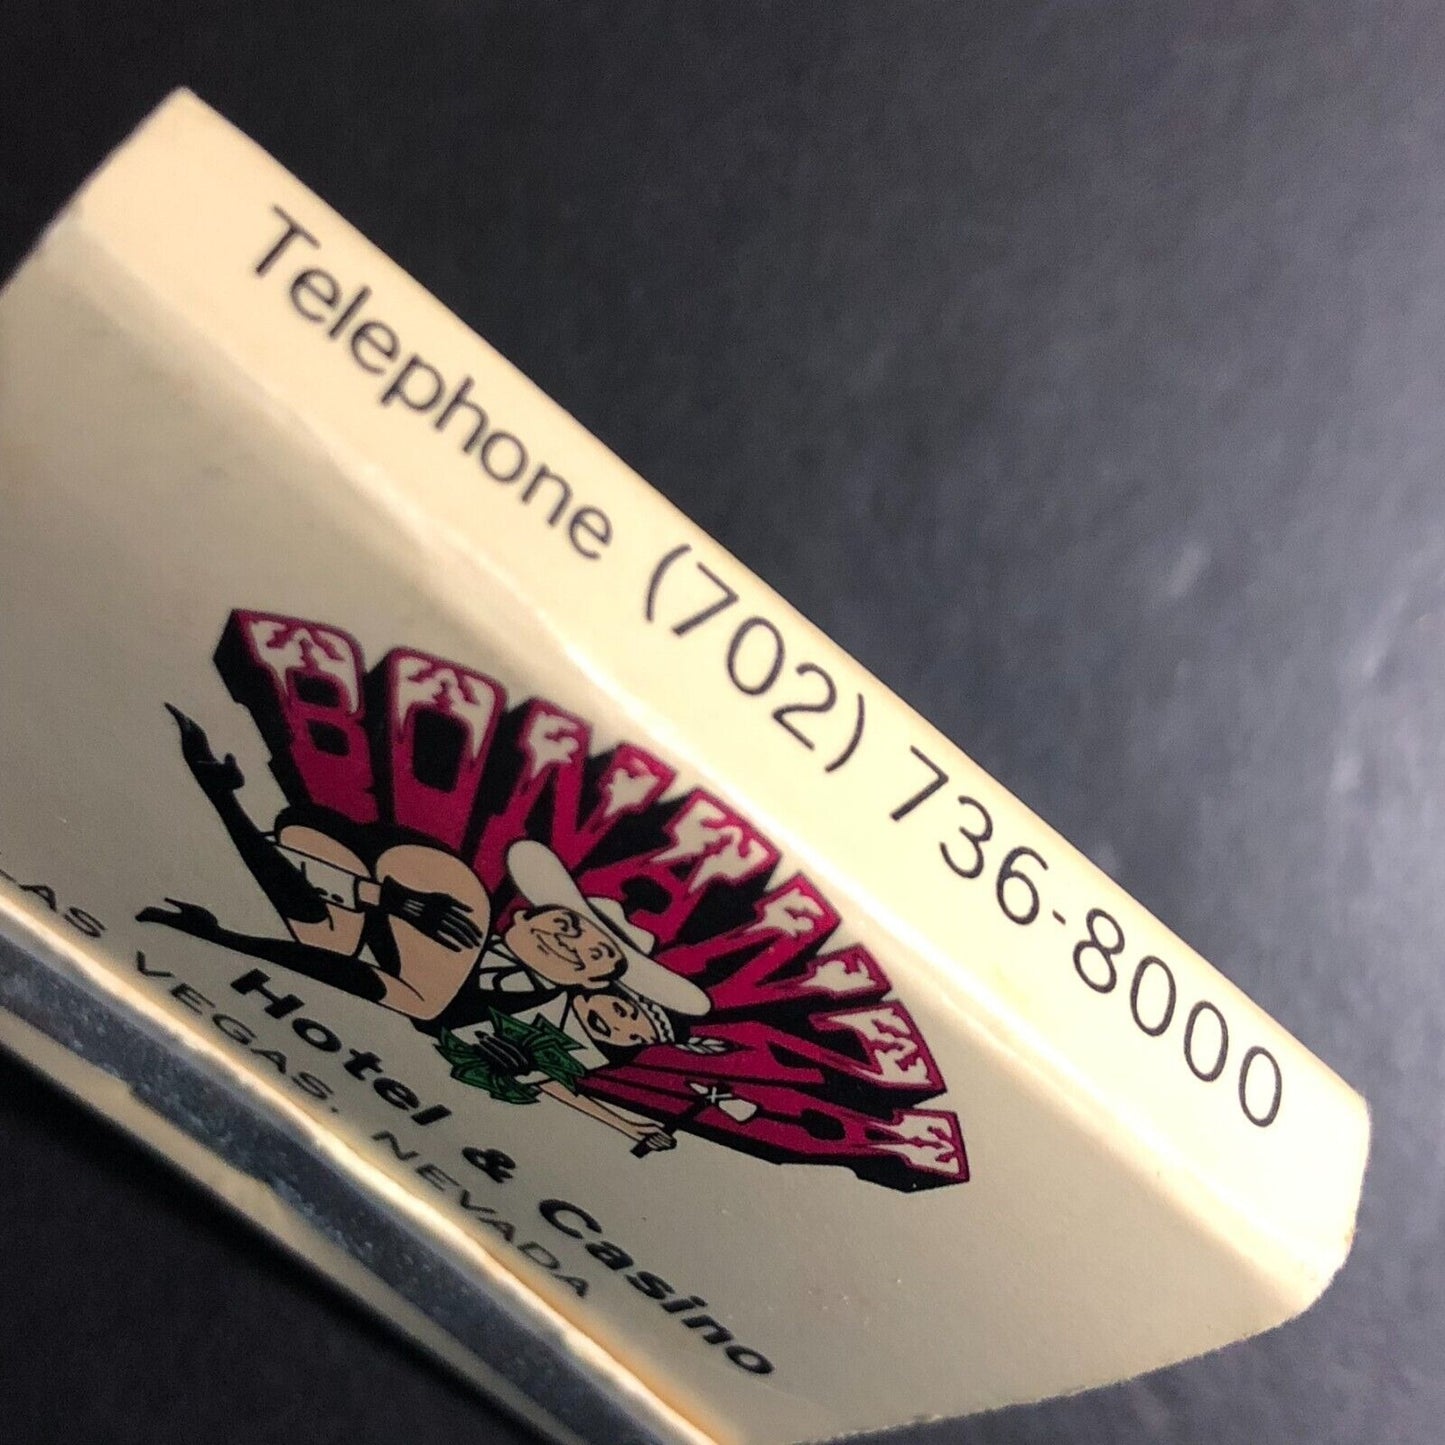 Telephone (702) 736-8000
BONANZA
Hotel & Casino
LAS VEGAS, NEVADA